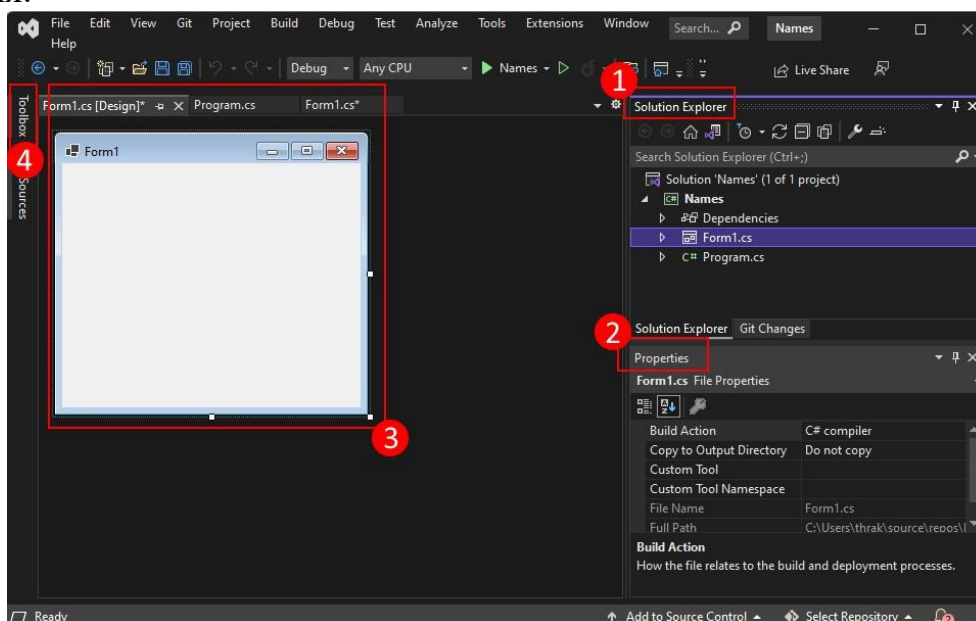 File Edit View Git Project Build Debug Test Analyze Tools Extensions Window Search... Names
Help
Debug Any CPU Names Live Share
1
Toolbox
4
Sources
Form1.cs [Design]* Program.cs Form1.cs*
Form1
3
Solution Explorer
Search Solution Explorer (Ctrl+;)
Solution 'Names' (1 of 1 project)
C# Names
Dependencies
Form1.cs
C# Program.cs
Solution Explorer Git Changes
2
Properties
Form1.cs File Properties
Build Action C# compiler
Copy to Output Directory Do not copy
Custom Tool
Custom Tool Namespace
File Name Form1.cs
Full Path C:\Users\thrak\source\repos\
Build Action
How the file relates to the build and deployment processes.
Ready Add to Source Control Select Repository 2